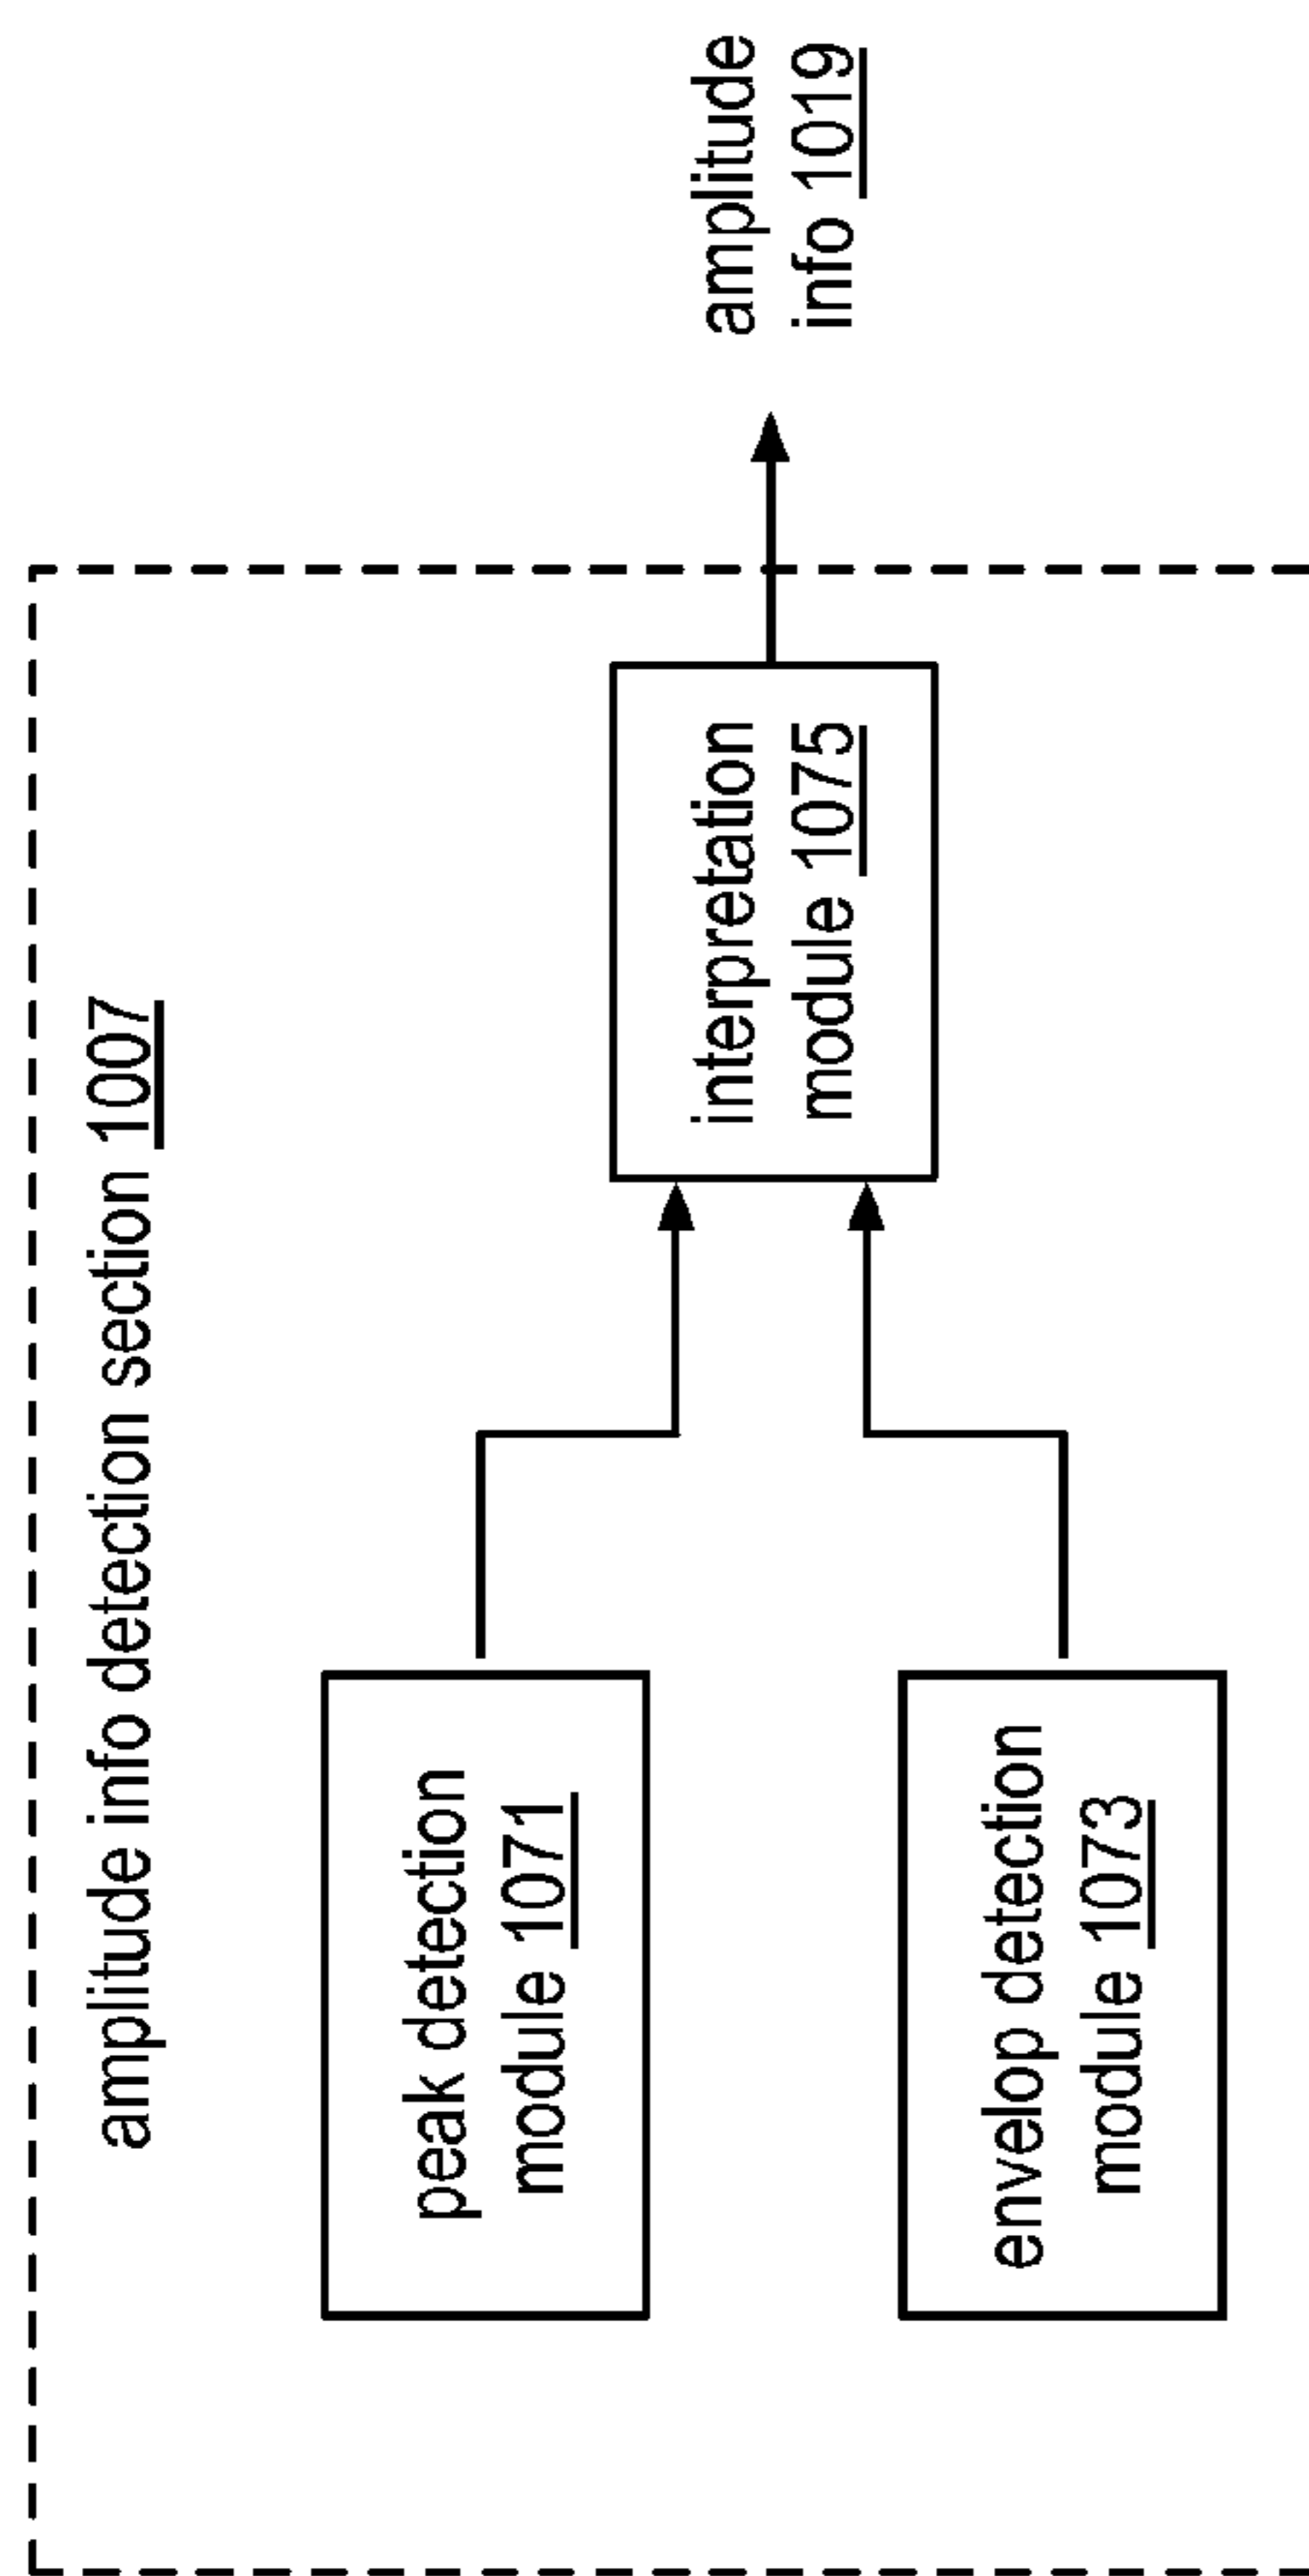 amplitude info detection section 1007
peak detection
module 1071
envelop detection
module 1073
interpretation
module 1075
amplitude
info 1019